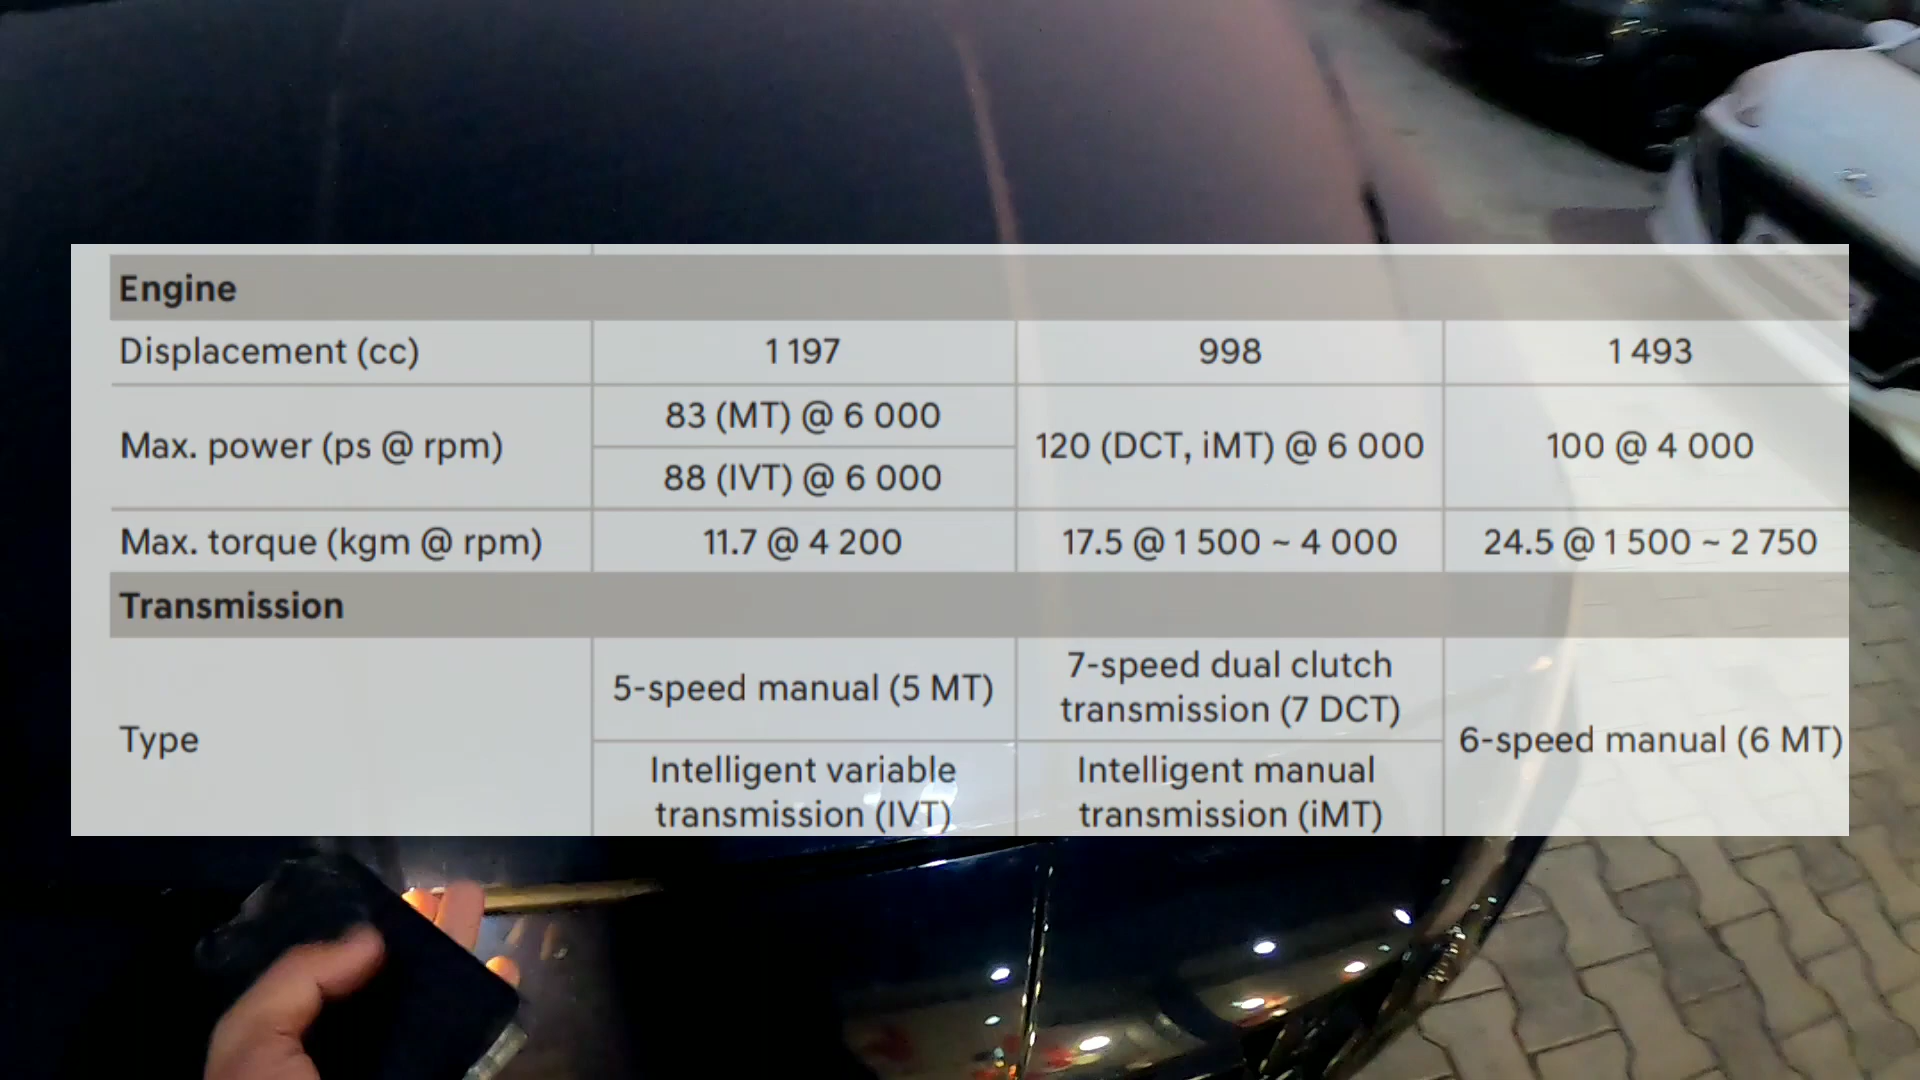 Engine
Displacement (cc) 1 197 998 1 493
Max. power (ps @ rpm) 83 (MT) @ 6 000 120 (DCT, iMT) @ 6 000 100 @ 4 000
88 (IVT) @ 6 000
Max. torque (kgm @ rpm) 11.7 @ 4 200 17.5 @ 1 500 ~ 4 000 24.5 @ 1 500 ~ 2 750
Transmission
Type 5-speed manual (5 MT) 7-speed dual clutch
transmission (7 DCT) 6-speed manual (6 MT)
Intelligent variable
transmission (IVT) Intelligent manual
transmission (iMT)